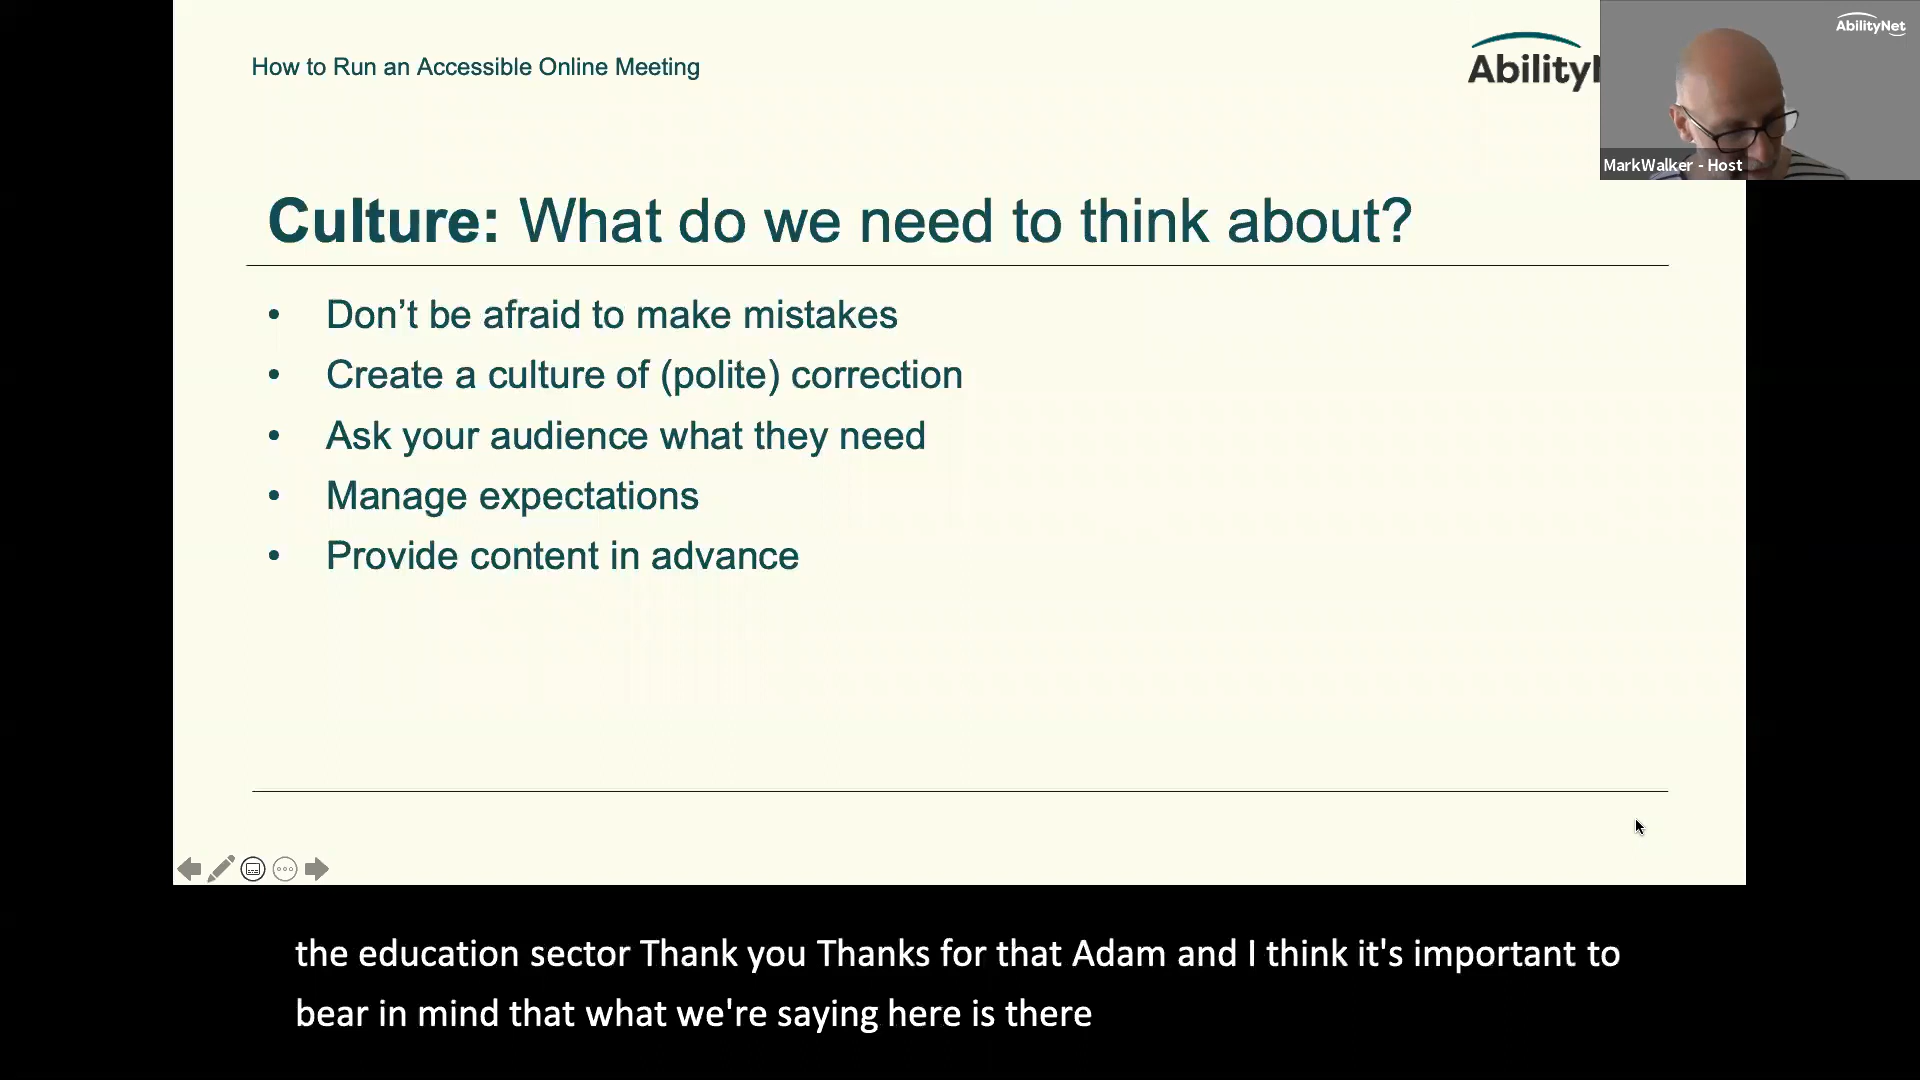 How to Run an Accessible Online Meeting
AbilityN
AbilityNet
MarkWalker - Host
Culture: What do we need to think about?
• Don’t be afraid to make mistakes
• Create a culture of (polite) correction
• Ask your audience what they need
• Manage expectations
• Provide content in advance
the education sector Thank you Thanks for that Adam and I think it's important to
bear in mind that what we're saying here is there